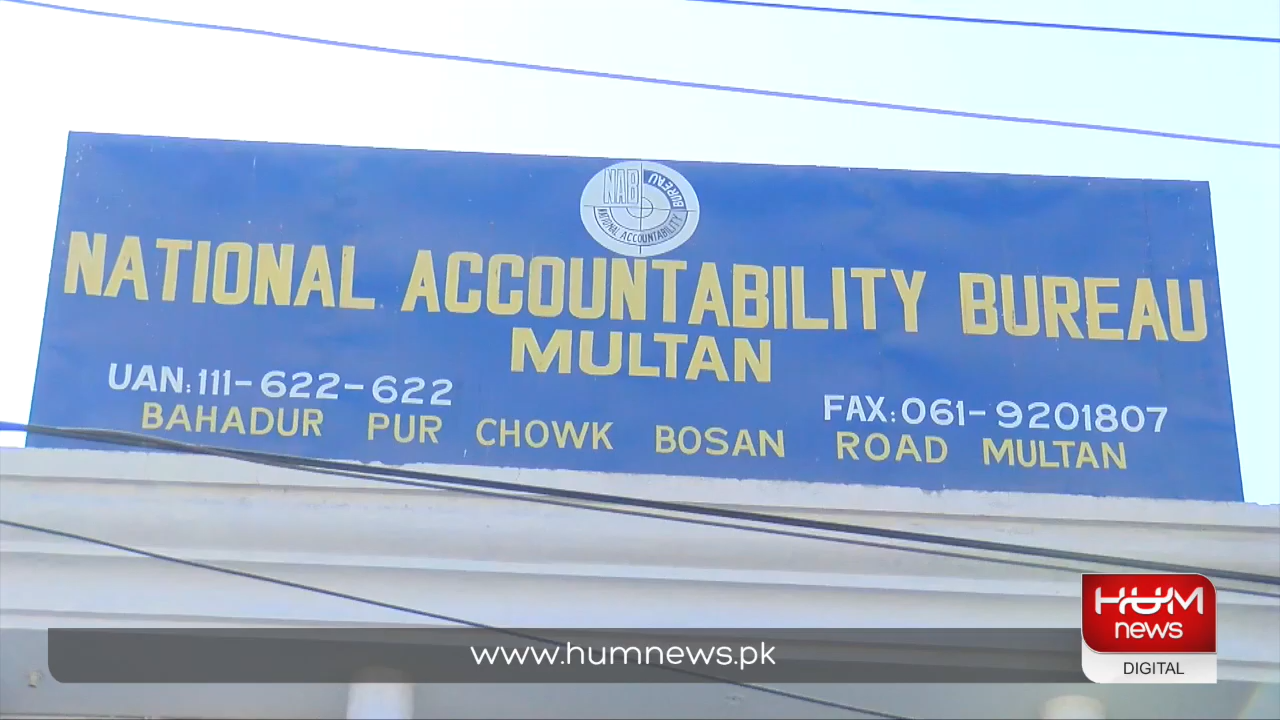 NAB
NATIONAL ACCOUNTABILITY BUREAU
NATIONAL ACCOUNTABILITY BUREAU
MULTAN
UAN: 111-622-622
FAX: 061-9201807
BAHADUR PUR CHOWK BOSAN ROAD MULTAN
HUM
news
www.humnews.pk
DIGITAL